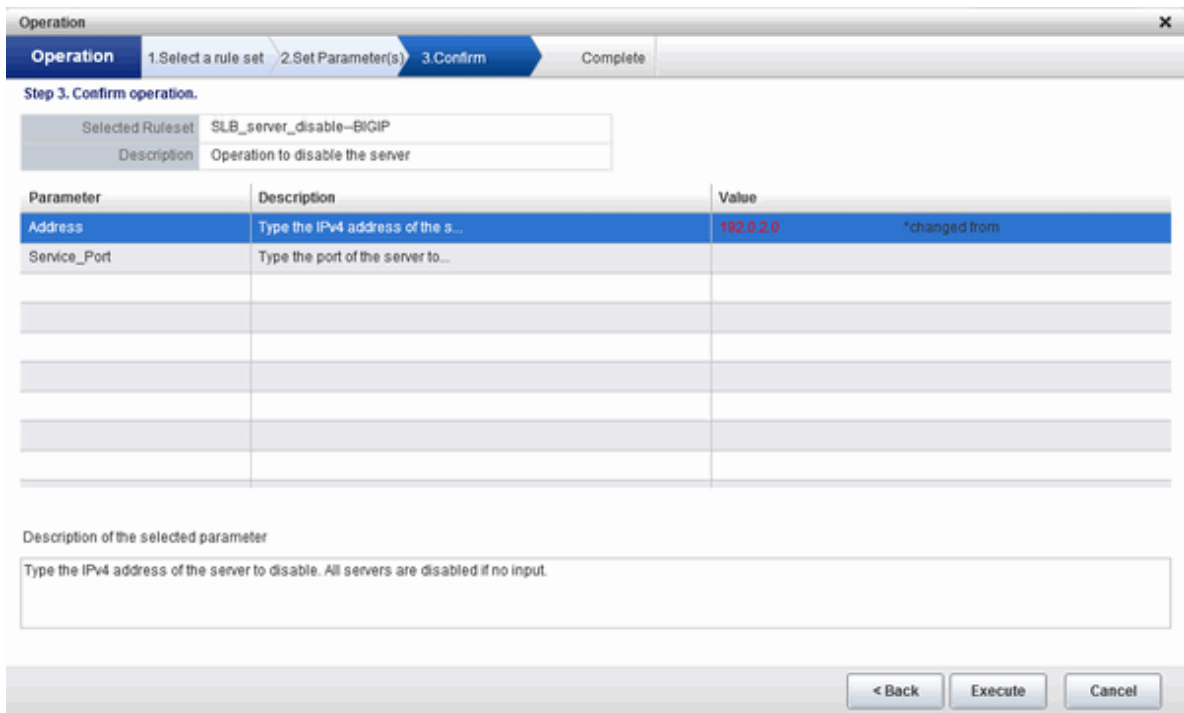 Operation
Operation 1.Select a rule set 2.Set Parameter(s) 3.Confirm Complete
Step 3. Confirm operation.
Selected Ruleset SLB_server_disable--BIGIP
Description Operation to disable the server
Parameter Description Value
Address Type the IPv4 address of the s... 192.0.2.0 *changed from
Service_Port Type the port of the server to...
Description of the selected parameter
Type the IPv4 address of the server to disable. All servers are disabled if no input.
< Back Execute Cancel